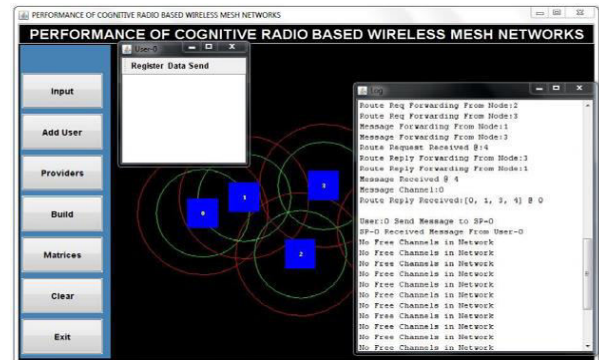 PERFORMANCE OF COGNITIVE RADIO BASED WIRELESS MESH NETWORKS
PERFORMANCE OF COGNITIVE RADIO BASED WIRELESS MESH NETWORKS
Input
Add User
Providers
Build
Matrices
Clear
Exit
User-0
Register Data Send
0
1
2
3
Log
Route Req Forwarding From Node:2
Route Req Forwarding From Node:3
Message Forwarding From Node:1
Message Forwarding From Node:3
Route Request Received @:4
Route Reply Forwarding From Node:3
Route Reply Forwarding From Node:1
Message Received @ 4
Message Channel:0
Route Reply Received:[0, 1, 3, 4] @ 0
User:0 Send Message to SP-0
SP-0 Received Message From User-0
No Free Channels in Network
No Free Channels in Network
No Free Channels in Network
No Free Channels in Network
No Free Channels in Network
No Free Channels in Network
No Free Channels in Network
No Free Channels in Network
No Free Channels in Network
No Free Channels in Network
No Free Channels in Network